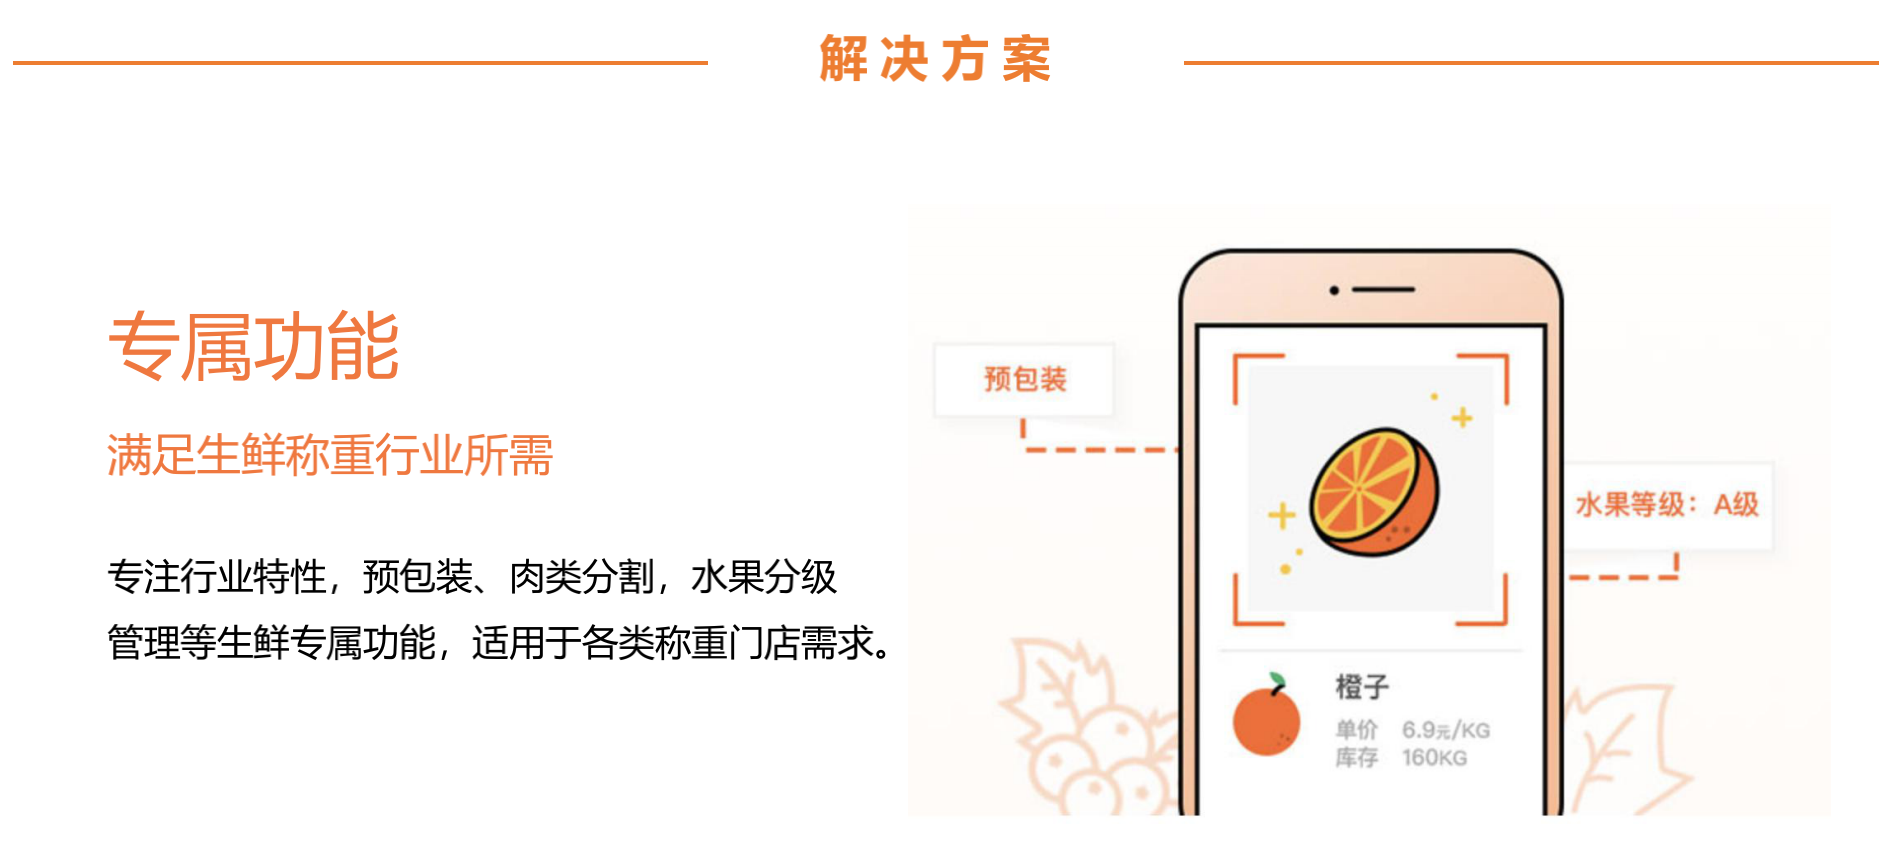 解决方案
专属功能
满足生鲜称重行业所需
专注行业特性，预包装、肉类分割，水果分级
管理等生鲜专属功能，适用于各类称重门店需求。
预包装
水果等级：A级
橙子
单价 6.9元/KG
库存 160KG